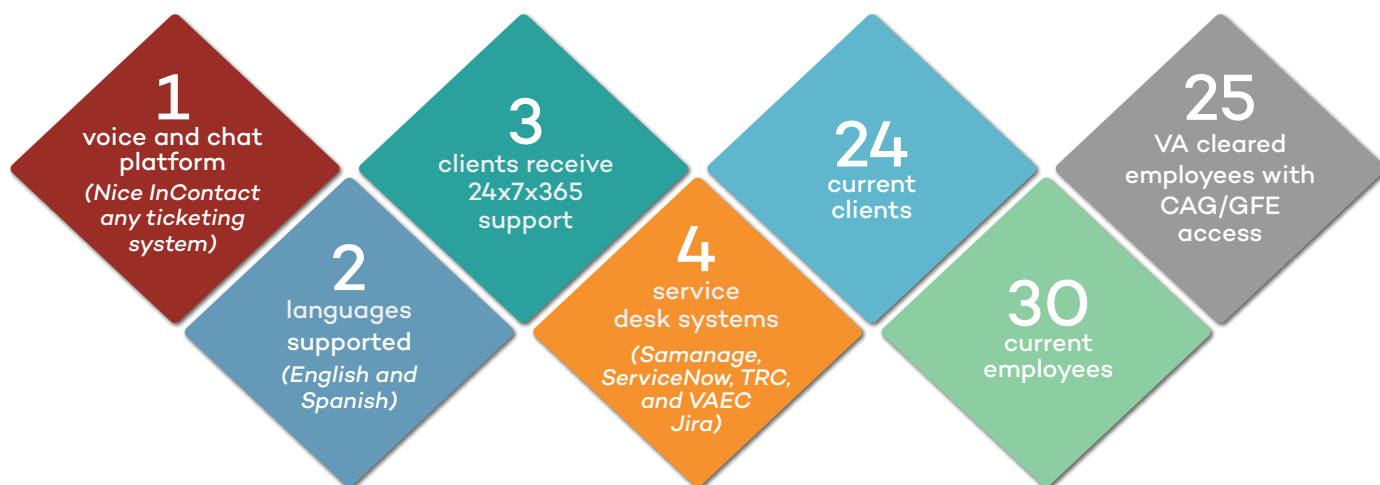 1
voice and chat
platform
(Nice InContact
any ticketing
system)
2
languages
supported
(English and
Spanish)
3
clients receive
24x7x365
support
4
service
desk systems
(Samanage,
ServiceNow, TRC,
and VAEC
Jira)
24
current
clients
30
current
employees
25
VA cleared
employees with
CAG/GFE
access